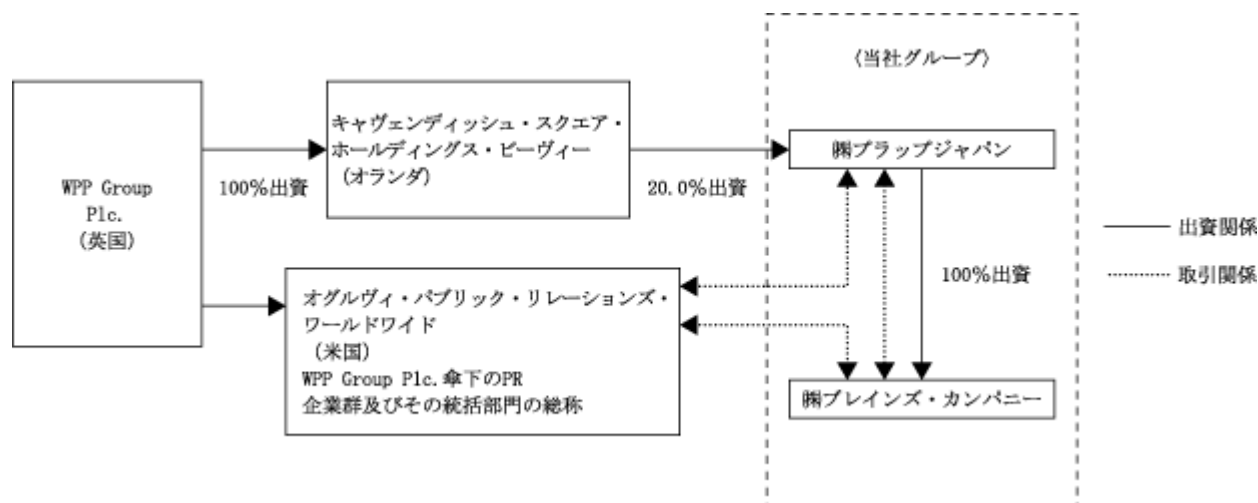 〈当社グループ〉
WPP Group
Plc.
(英国)
100％出資
キャヴェンディッシュ・スクエア・
ホールディングス・ビーヴィー
(オランダ)
20.0％出資
㈱プラップジャパン
オグルヴィ・パブリック・リレーションズ・
ワールドワイド
(米国)
WPP Group Plc.傘下のPR
企業群及びその統括部門の総称
100％出資
㈱ブレインズ・カンパニー
出資関係
取引関係